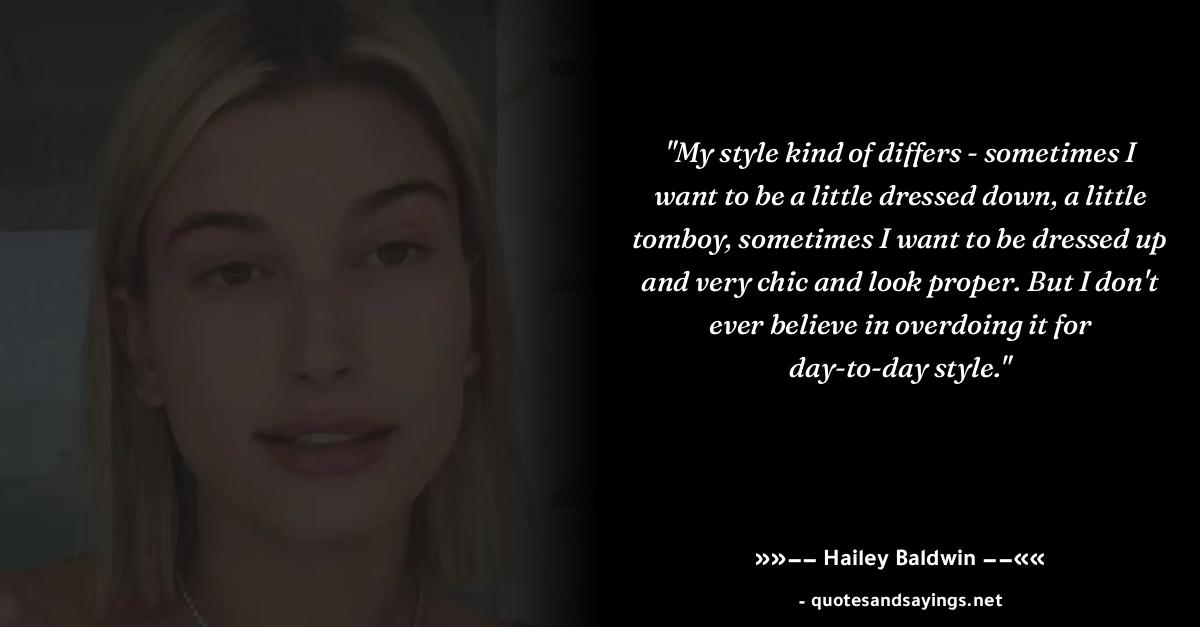 "My style kind of differs - sometimes I
want to be a little dressed down, a little
tomboy, sometimes I want to be dressed up
and very chic and look proper. But I don't
ever believe in overdoing it for
day-to-day style."
»»−− Hailey Baldwin −−««
- quotesandsayings.net